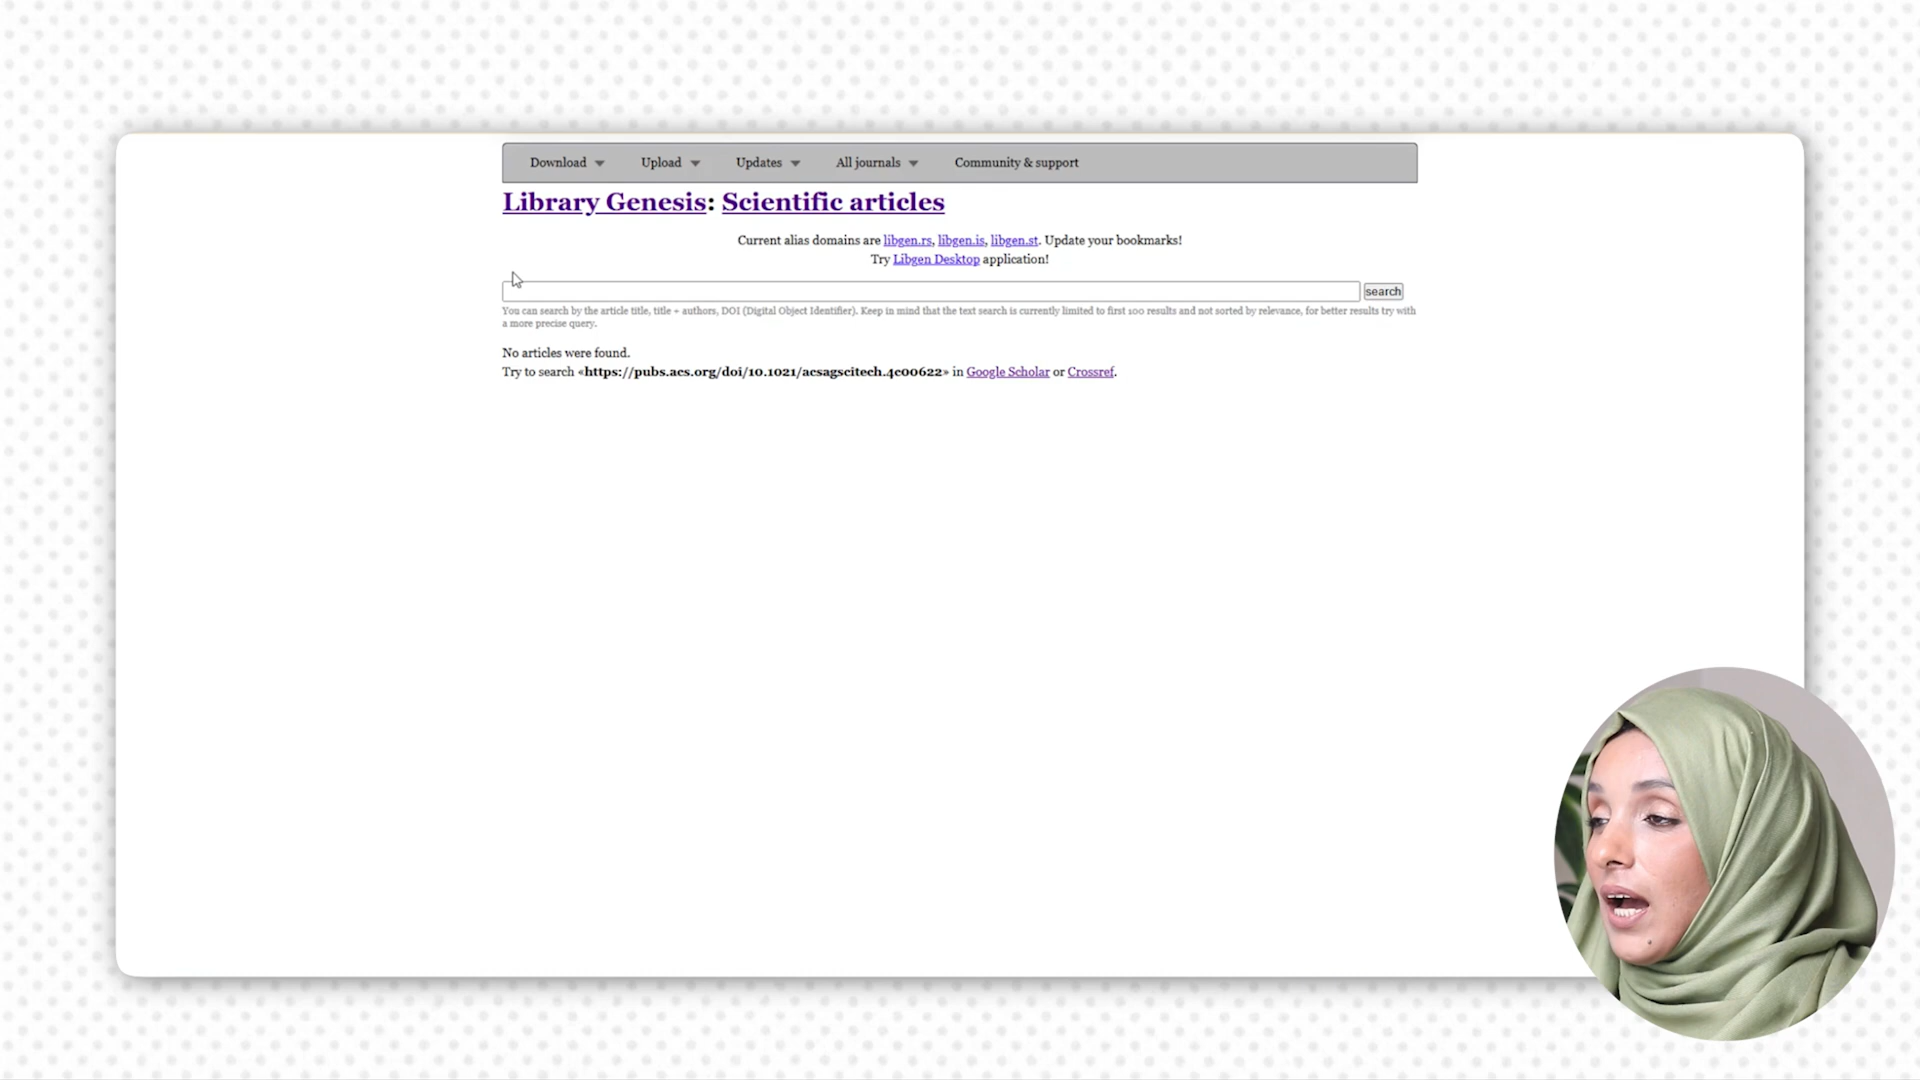 Download Upload Updates All journals Community & support
Library Genesis: Scientific articles
Current alias domains are libgen.rs, libgen.is, libgen.st. Update your bookmarks!
Try Libgen Desktop application!
search
You can search by the article title, title + authors, DOI (Digital Object Identifier). Keep in mind that the text search is currently limited to first 100 results and not sorted by relevance, for better results try with
a more precise query.
No articles were found.
Try to search «https://pubs.acs.org/doi/10.1021/acsagscitech.4c00622» in Google Scholar or Crossref.